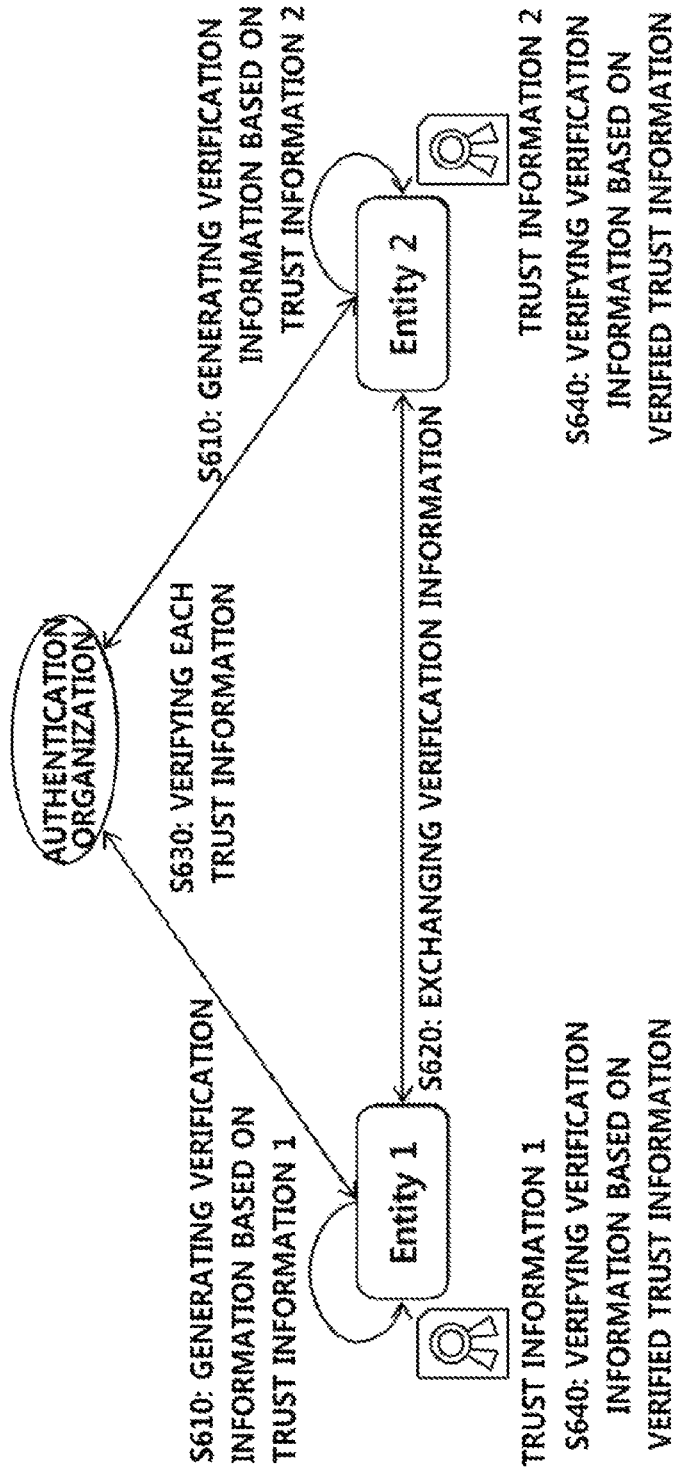 AUTHENTICATION
ORGANIZATION
S610: GENERATING VERIFICATION
INFORMATION BASED ON
TRUST INFORMATION 1
S630: VERIFYING EACH
TRUST INFORMATION
S610: GENERATING VERIFICATION
INFORMATION BASED ON
TRUST INFORMATION 2
Entity 1
Entity 2
S620: EXCHANGING VERIFICATION INFORMATION
TRUST INFORMATION 1
S640: VERIFYING VERIFICATION
INFORMATION BASED ON
VERIFIED TRUST INFORMATION
TRUST INFORMATION 2
S640: VERIFYING VERIFICATION
INFORMATION BASED ON
VERIFIED TRUST INFORMATION